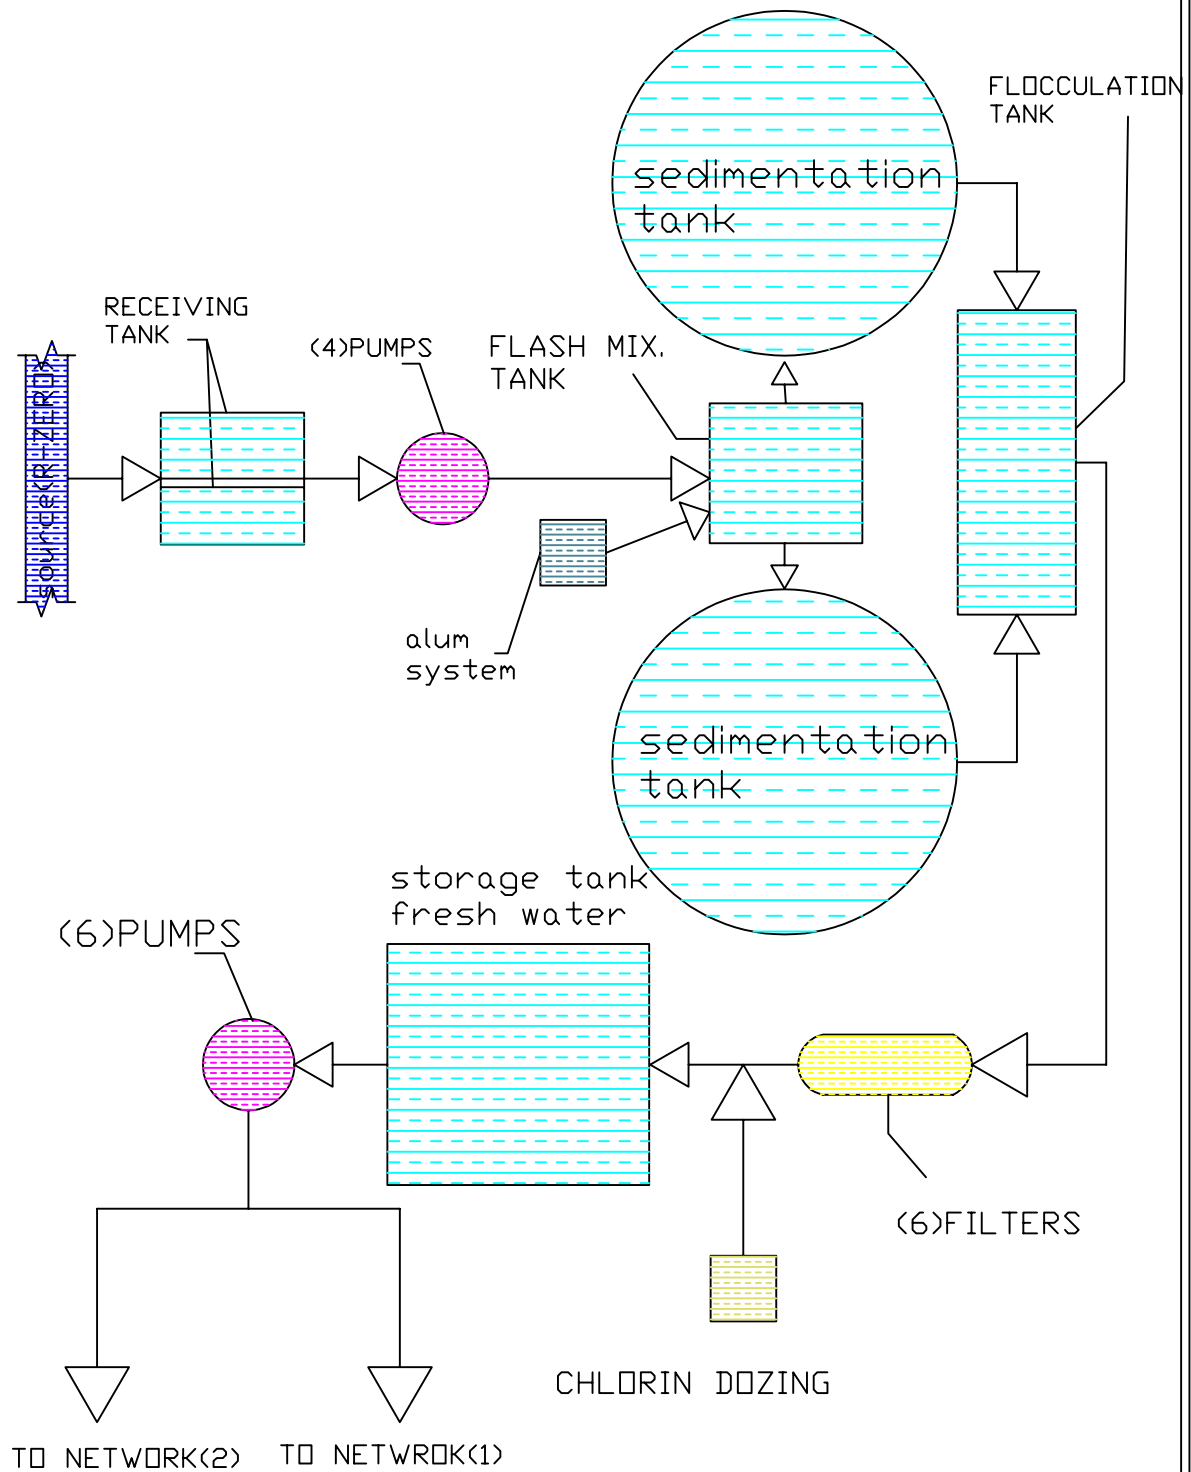 FLOCCULATION
TANK
sedimentation
tank
RECEIVING
TANK
(4)PUMPS
FLASH MIX.
TANK
source(R-ZERO)
alum
system
sedimentation
tank
storage tank
fresh water
(6)PUMPS
(6)FILTERS
CHLORIN DOZING
TO NETWORK(2)
TO NETWROK(1)